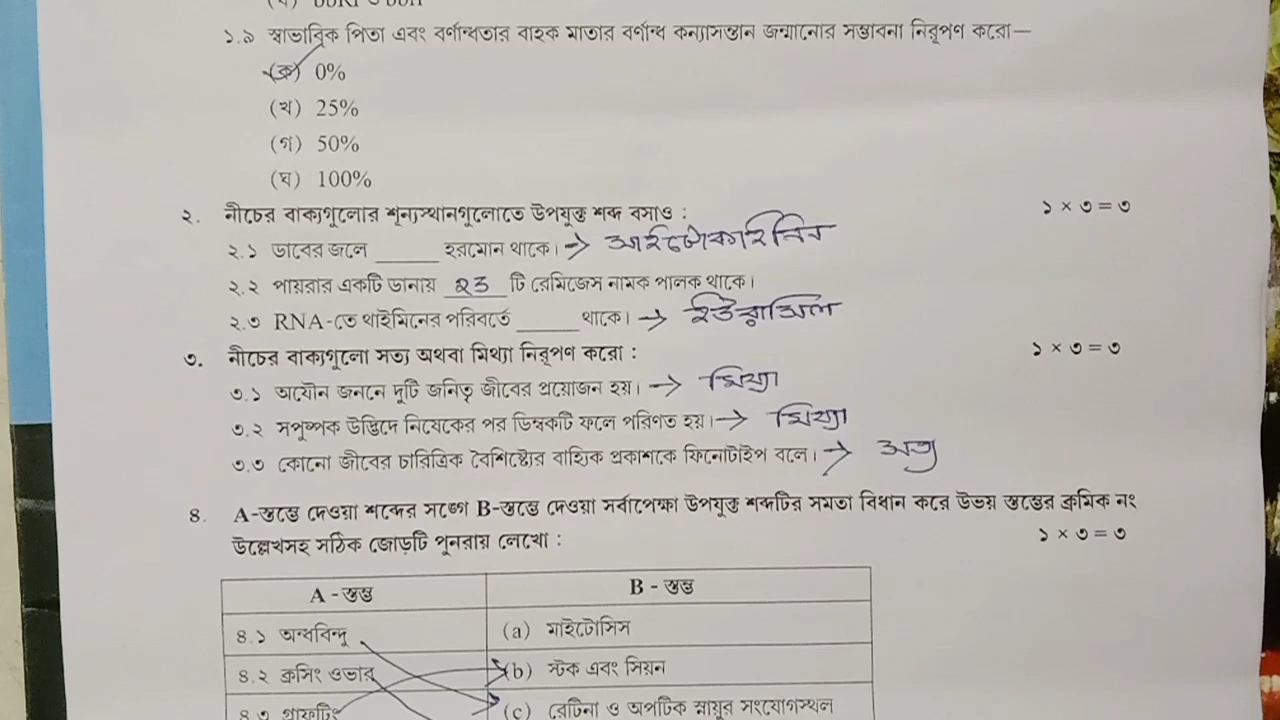 ১.৯ স্বাভাবিক পিতা এবং বর্ণান্ধতার বাহক মাতার বর্ণান্ধ কন্যাসন্তান জন্মানোর সম্ভাবনা নিরূপণ করো—
(ক) 0%
(খ) 25%
(গ) 50%
(ঘ) 100%
২. নীচের বাক্যগুলোর শূন্যস্থানগুলোতে উপযুক্ত শব্দ বসাও : ১ × ৩ = ৩
২.১ ডাবের জলে ______ হরমোন থাকে। → সাইটোকাইনিন
২.২ পায়রার একটি ডানায় ২৩ টি রেমিজেস নামক পালক থাকে।
২.৩ RNA-তে থাইমিনের পরিবর্তে ______ থাকে। → ইউরাসিল
৩. নীচের বাক্যগুলো সত্য অথবা মিথ্যা নিরূপণ করো : ১ × ৩ = ৩
৩.১ অযৌন জননে দুটি জনিতৃ জীবের প্রয়োজন হয়। → মিথ্যা
৩.২ সপুষ্পক উদ্ভিদে নিষেকের পর ডিম্বকটি ফলে পরিণত হয়। → মিথ্যা
৩.৩ কোনো জীবের চারিত্রিক বৈশিষ্ট্যের বাহ্যিক প্রকাশকে ফিনোটাইপ বলে। → সত্য
৪. A-স্তম্ভে দেওয়া শব্দের সঙ্গে B-স্তম্ভে দেওয়া সর্বাপেক্ষা উপযুক্ত শব্দটির সমতা বিধান করে উভয় স্তম্ভের ক্রমিক নং
উল্লেখসহ সঠিক জোড়টি পুনরায় লেখো : ১ × ৩ = ৩
A - স্তম্ভ B - স্তম্ভ
৪.১ অন্ধবিন্দু (a) মাইটোসিস
৪.২ ক্রসিং ওভার (b) স্টক এবং সিয়ন
৪.৩ গ্রাফটিং (c) রেটিনা ও অপটিক স্নায়ুর সংযোগস্থল